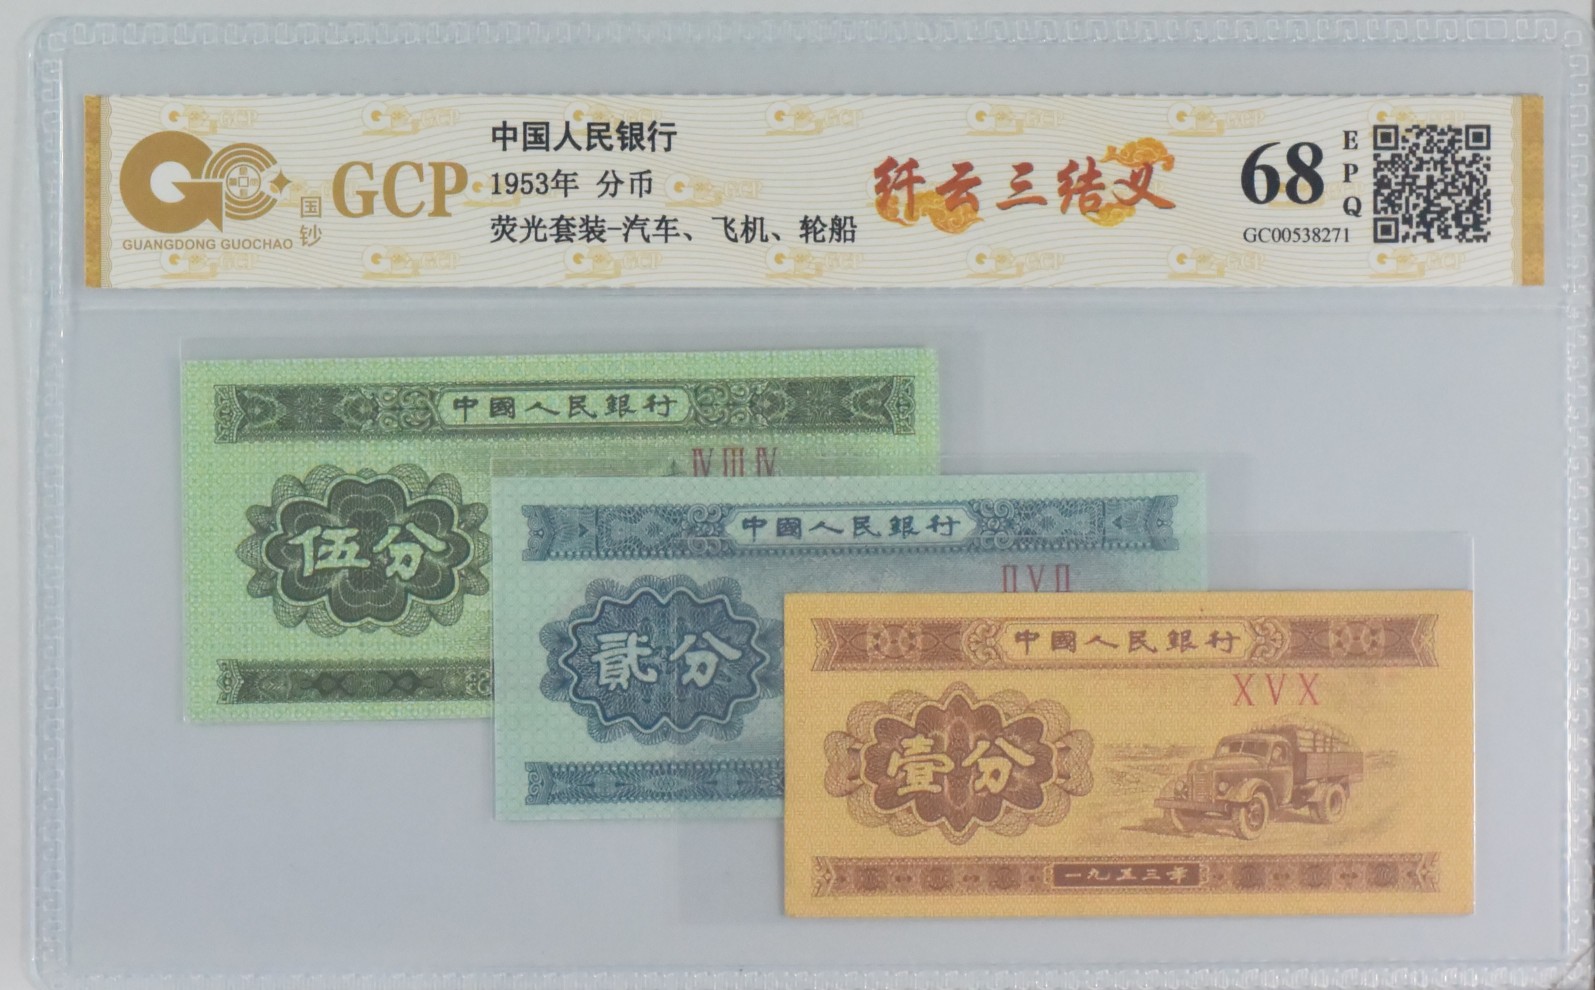 GCP
国钞
GUANGDONG GUOCHAO
中国人民银行
1953年 分币
荧光套装-汽车、飞机、轮船
纤云三结义
68
EPQ
GC00538271
中國人民銀行
Ⅳ Ⅲ Ⅳ
伍分
中國人民銀行
Ⅱ Ⅴ Ⅱ
貳分
中國人民銀行
Ⅹ Ⅴ Ⅹ
壹分
一九五三年